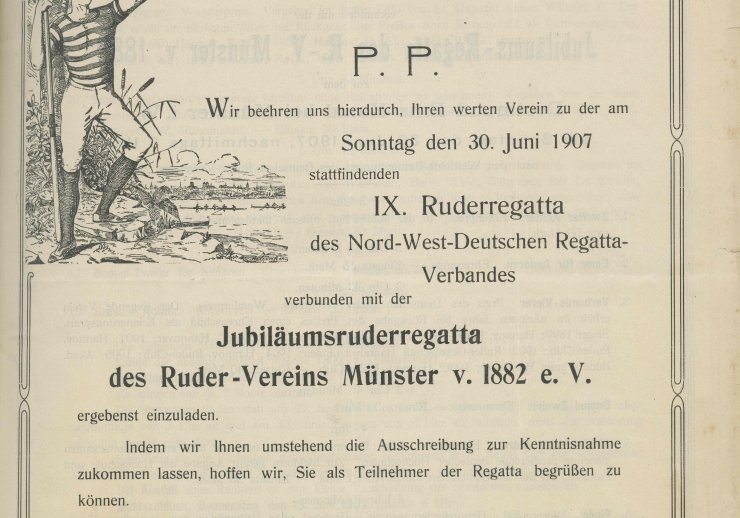 P. P.
Wir beehren uns hierdurch, Ihren werten Verein zu der am
Sonntag den 30. Juni 1907
stattfindenden
IX. Ruderregatta
des Nord-West-Deutschen Regatta-
Verbandes
verbunden mit der
Jubiläumsruderregatta
des Ruder-Vereins Münster v. 1882 e. V.
ergebenst einzuladen.
Indem wir Ihnen umstehend die Ausschreibung zur Kenntnisnahme
zukommen lassen, hoffen wir, Sie als Teilnehmer der Regatta begrüßen zu
können.